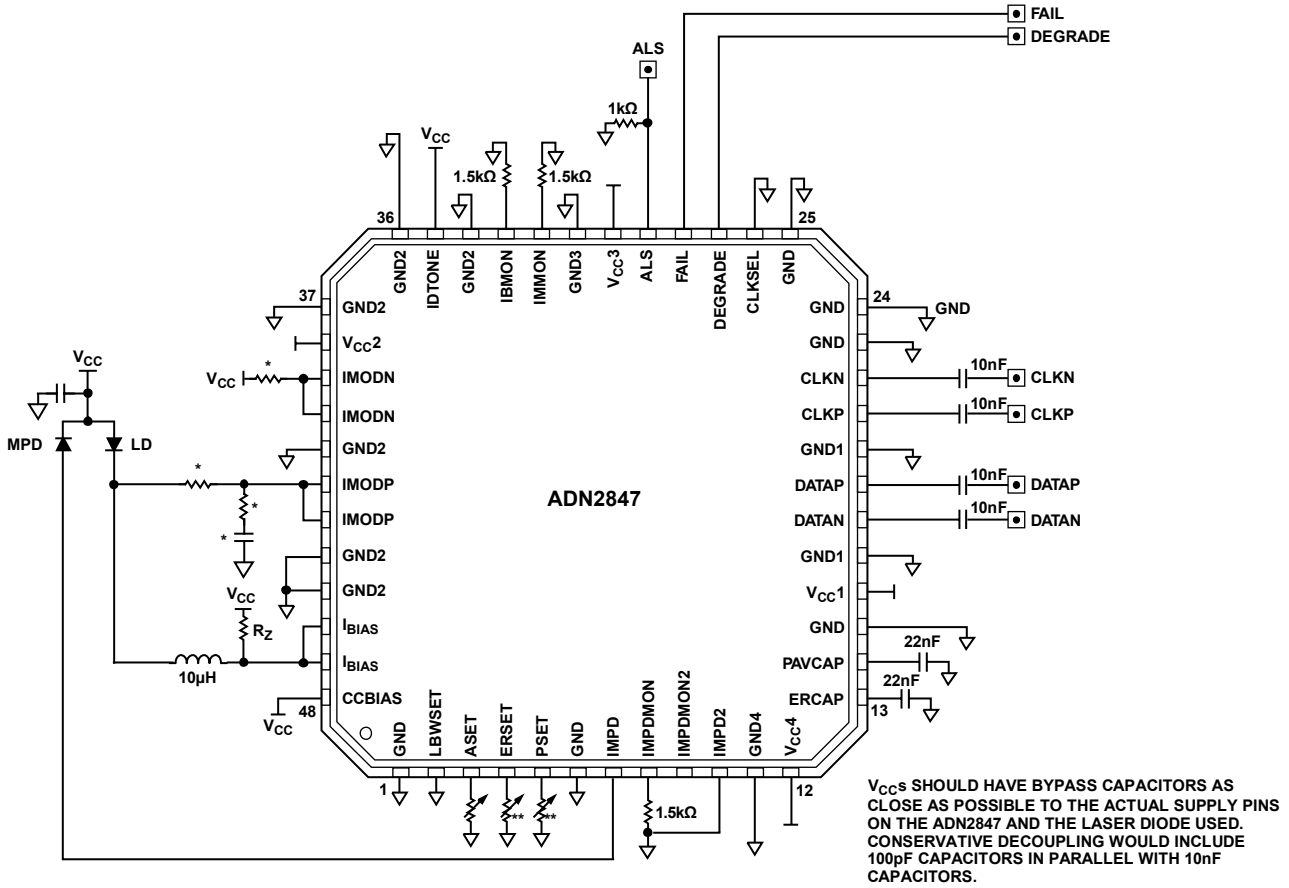 FAIL
DEGRADE
ALS
1kΩ
VCC
1.5kΩ
1.5kΩ
36
25
GND2
IDTONE
GND2
IBMON
IMMON
GND3
VCC3
ALS
FAIL
DEGRADE
CLKSEL
GND
37
GND2
VCC2
VCC
*
IMODN
IMODN
GND2
VCC
MPD
LD
*
IMODP
*
IMODP
*
GND2
GND2
VCC
RZ
IBIAS
IBIAS
10µH
CCBIAS
48
VCC
ADN2847
24
GND
GND
GND
CLKN
10nF
CLKN
CLKP
10nF
CLKP
GND1
DATAP
10nF
DATAP
DATAN
10nF
DATAN
GND1
VCC1
GND
PAVCAP
22nF
ERCAP
22nF
13
GND
LBWSET
ASET
ERSET
PSET
GND
IMPD
IMPDMON
IMPDMON2
IMPD2
GND4
VCC4
1
12
**
**
1.5kΩ
VCCs SHOULD HAVE BYPASS CAPACITORS AS
CLOSE AS POSSIBLE TO THE ACTUAL SUPPLY PINS
ON THE ADN2847 AND THE LASER DIODE USED.
CONSERVATIVE DECOUPLING WOULD INCLUDE
100pF CAPACITORS IN PARALLEL WITH 10nF
CAPACITORS.